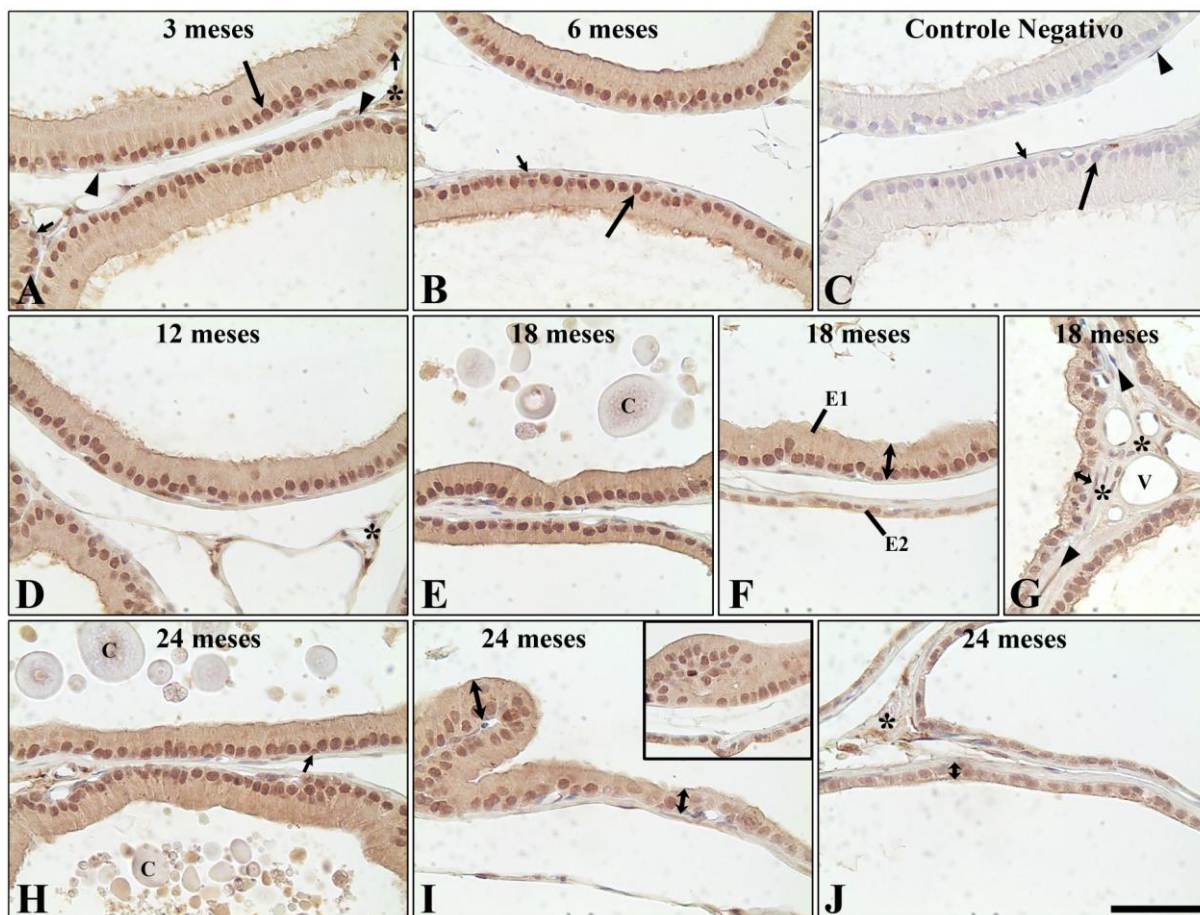 3 meses
6 meses
Controle Negativo
*
A
B
C
12 meses
18 meses
18 meses
18 meses
C
E1
*
*
V
*
E2
D
E
F
G
24 meses
24 meses
24 meses
C
*
C
H
I
J